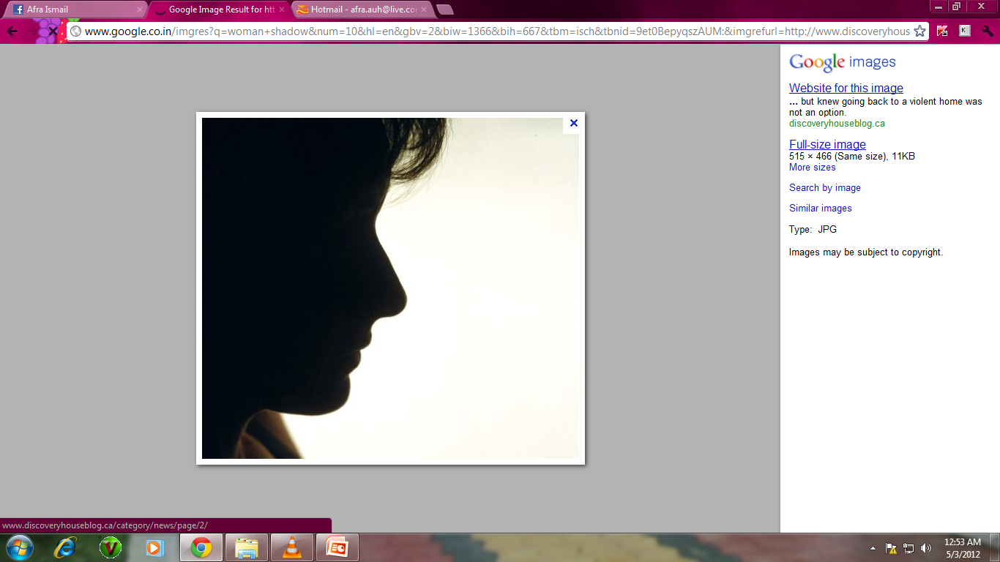 Afra Ismail
Google Image Result for htt
Hotmail - afra.auh@live.co
www.google.co.in/imgres?q=woman+shadow&num=10&hl=en&gbv=2&biw=1366&bih=667&tbm=isch&tbnid=9et0BepyqszAUM:&imgrefurl=http://www.discoveryhouse
Google images
Website for this image
... but knew going back to a violent home was
not an option.
discoveryhouseblog.ca
Full-size image
515 × 466 (Same size), 11KB
More sizes
Search by image
Similar images
Type: JPG
Images may be subject to copyright.
www.discoveryhouseblog.ca/category/news/page/2/
12:53 AM
5/3/2012